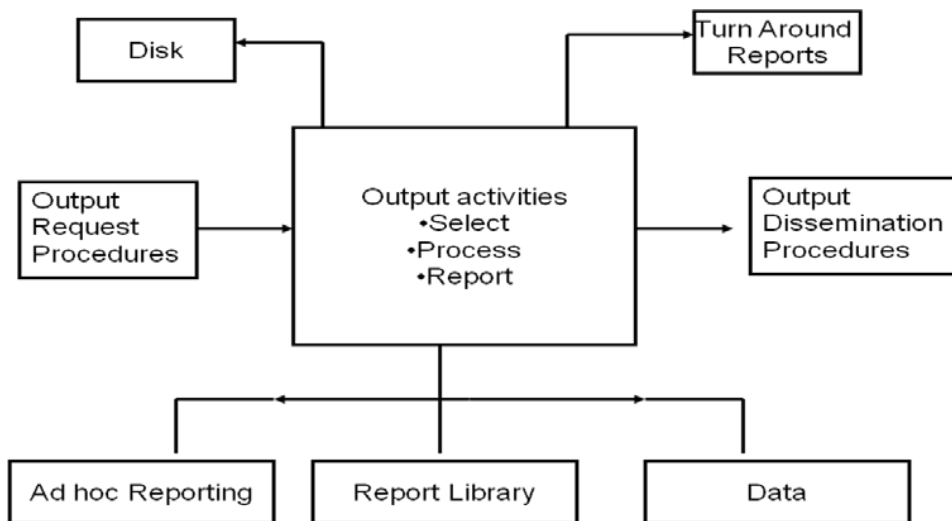 Disk
Turn Around
Reports
Output
Request
Procedures
Output activities
•Select
•Process
•Report
Output
Dissemination
Procedures
Ad hoc Reporting
Report Library
Data